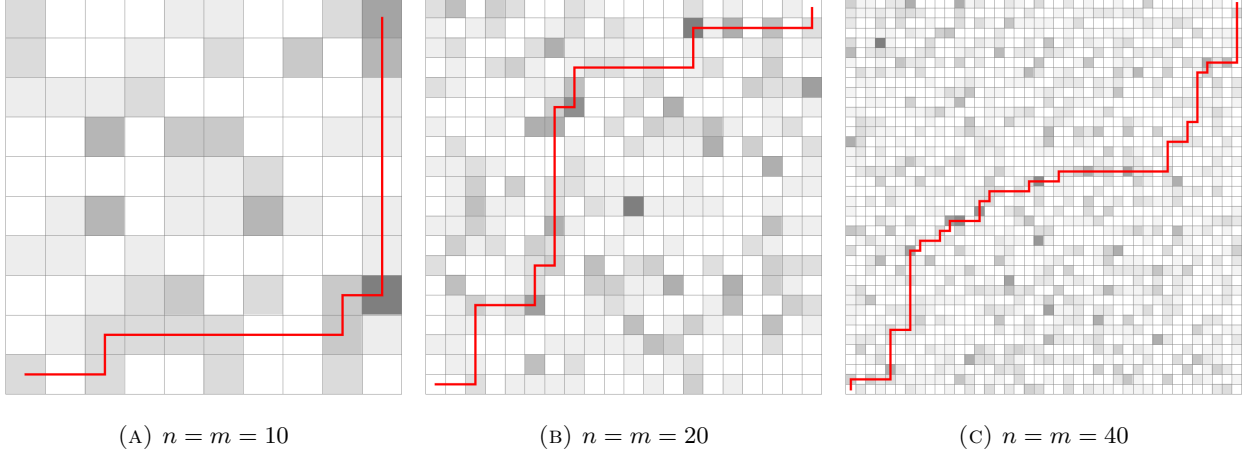 (A) n = m = 10
(B) n = m = 20
(C) n = m = 40